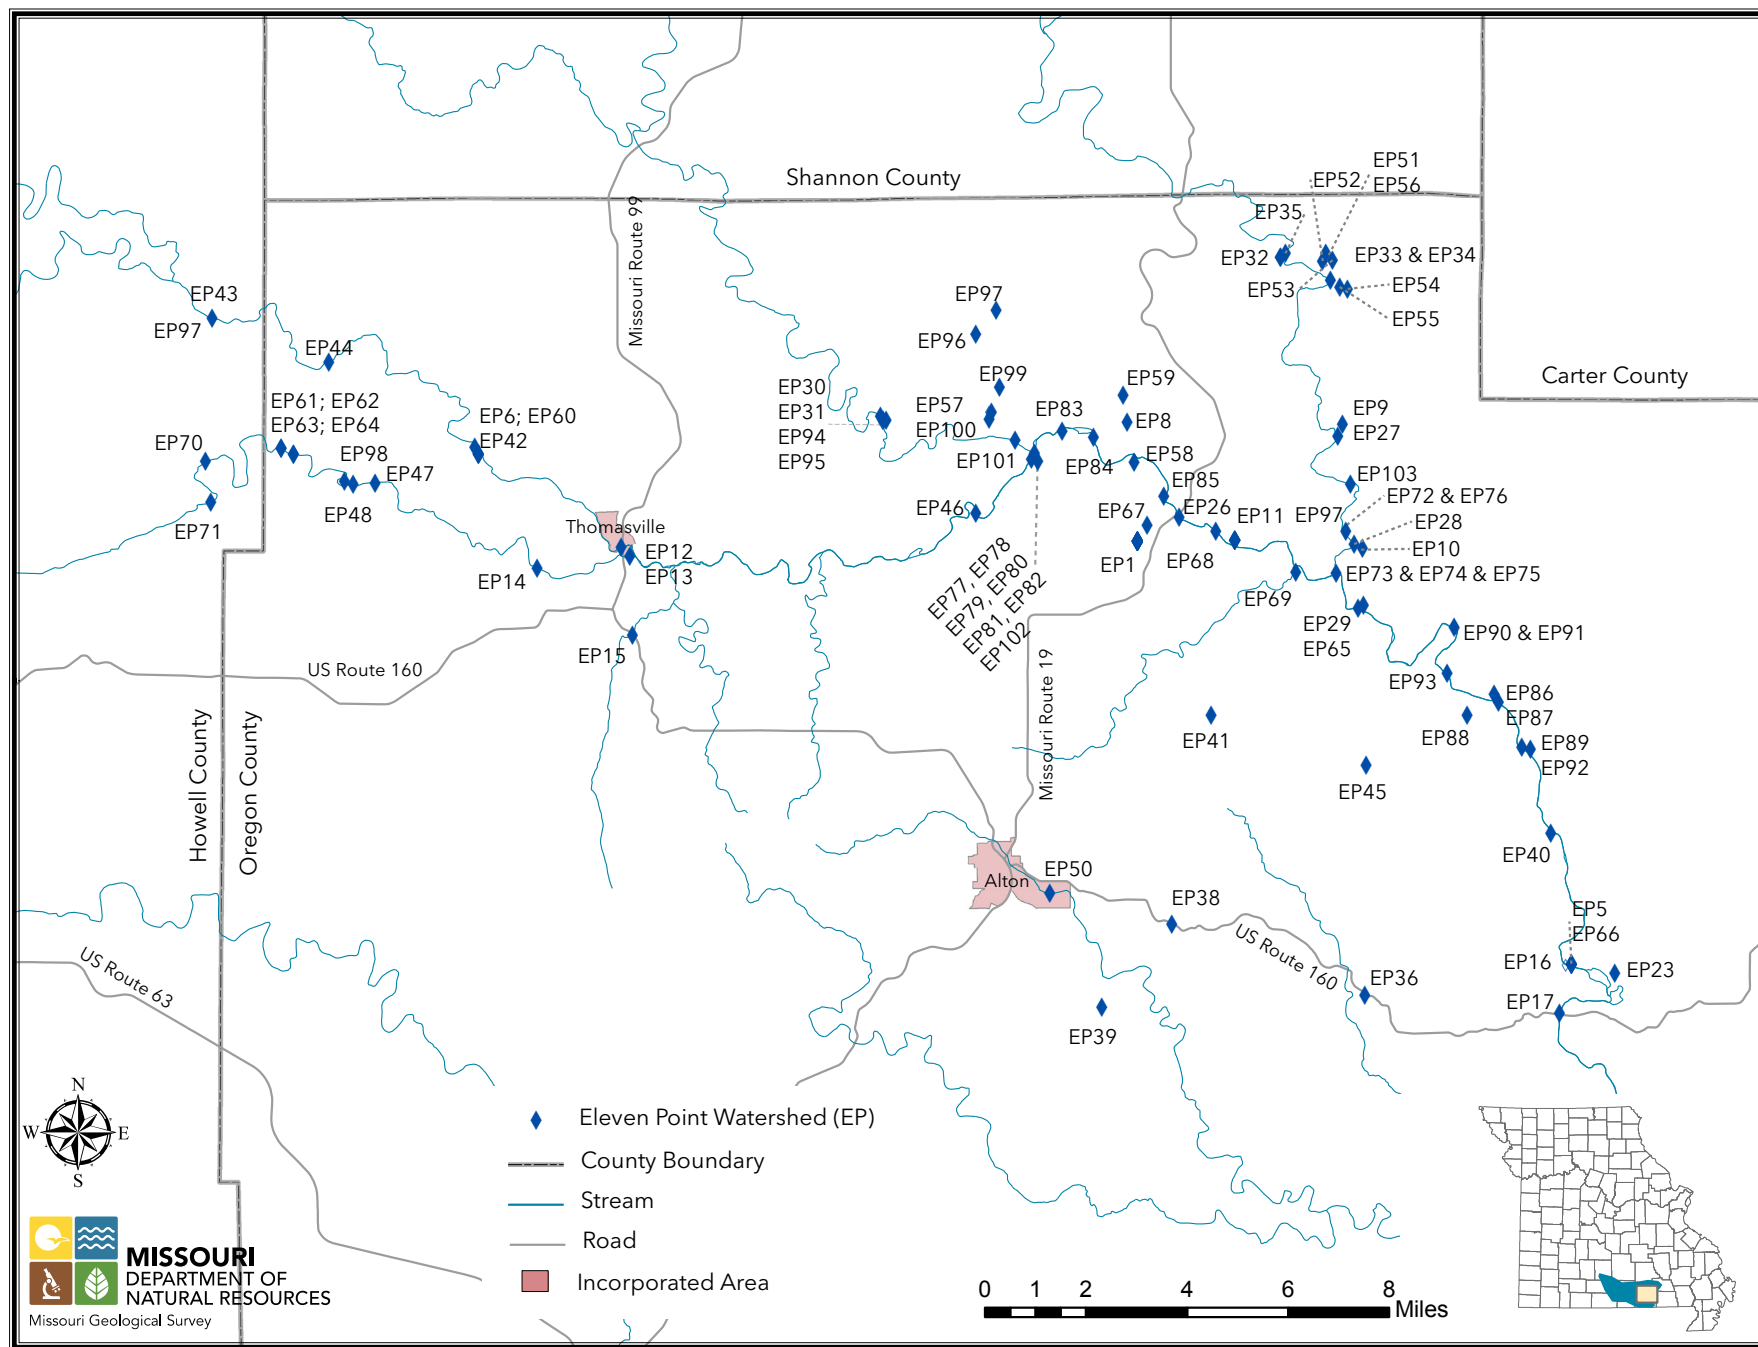 Shannon County
EP51
EP52
EP56
EP35
EP32
EP33 & EP34
EP53
EP54
EP55
Missouri Route 99
EP43
EP97
EP44
EP97
EP96
EP99
EP59
Carter County
EP30
EP31
EP94
EP95
EP57
EP100
EP83
EP8
EP9
EP27
EP61; EP62
EP63; EP64
EP6; EP60
EP42
EP70
EP98
EP47
EP101
EP84
EP58
EP103
EP85
EP72 & EP76
EP71
EP48
EP46
EP67
EP26
EP11
EP97
EP28
EP10
Thomasville
EP12
EP13
EP14
EP1
EP68
EP77, EP78
EP79, EP80
EP81, EP82
EP102
EP69
EP73 & EP74 & EP75
EP29
EP65
EP90 & EP91
EP15
US Route 160
Missouri Route 19
EP93
EP86
EP87
EP88
EP41
EP89
EP92
EP45
Howell County
Oregon County
EP40
Alton
EP50
EP38
EP5
EP66
US Route 160
EP16
EP23
US Route 63
EP36
EP17
EP39
N
W
E
S
Eleven Point Watershed (EP)
County Boundary
Stream
Road
Incorporated Area
MISSOURI
DEPARTMENT OF
NATURAL RESOURCES
Missouri Geological Survey
0 1 2 4 6 8
Miles